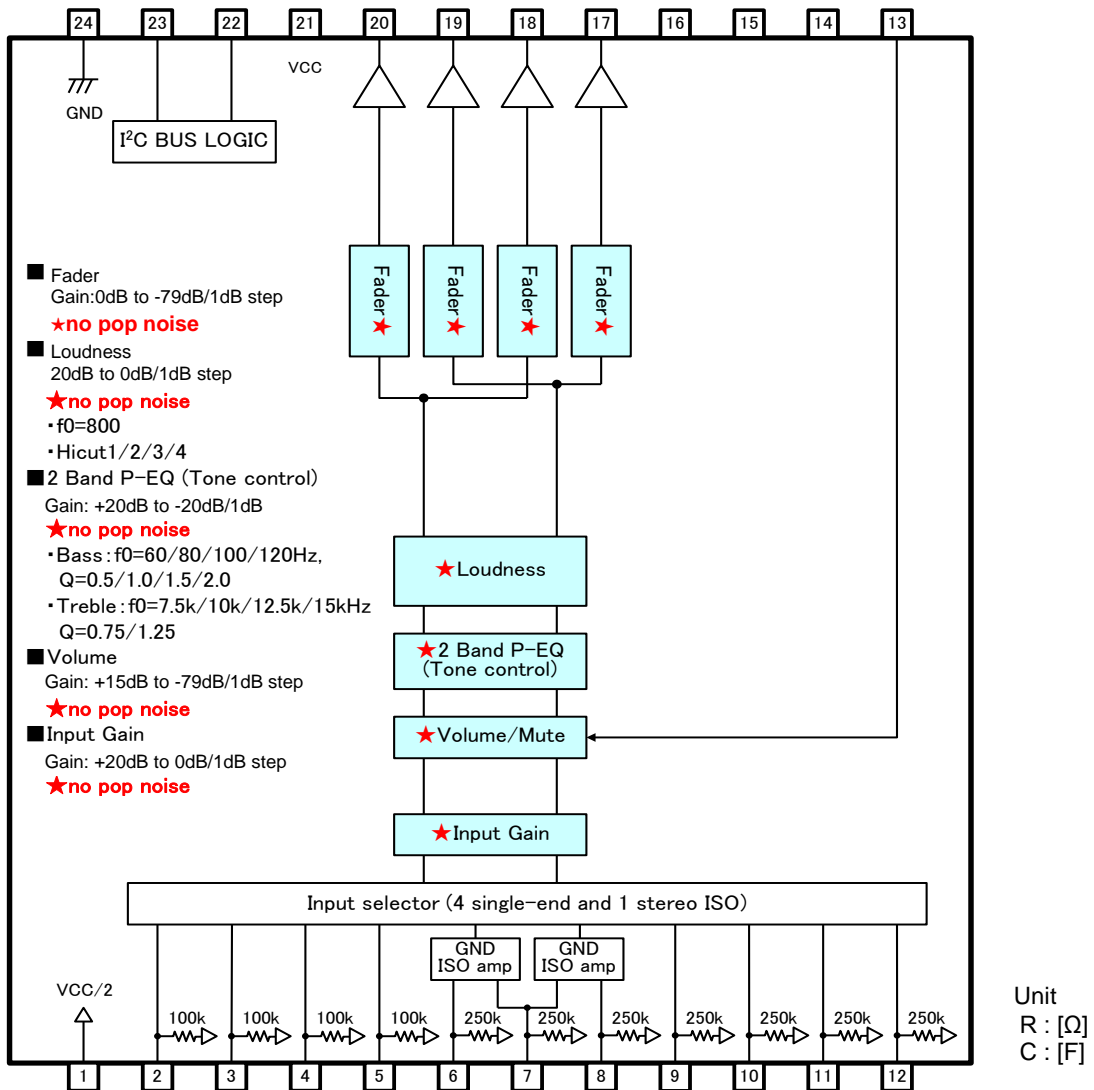 24 23 22 21 20 19 18 17 16 15 14 13
VCC
GND
I²C BUS LOGIC
Fader★ Fader★ Fader★ Fader★
■ Fader
Gain:0dB to -79dB/1dB step
★no pop noise
■ Loudness
20dB to 0dB/1dB step
★no pop noise
・f0=800
・Hicut1/2/3/4
■2 Band P-EQ (Tone control)
Gain: +20dB to -20dB/1dB
★no pop noise
・Bass:f0=60/80/100/120Hz,
Q=0.5/1.0/1.5/2.0
・Treble:f0=7.5k/10k/12.5k/15kHz
Q=0.75/1.25
■Volume
Gain: +15dB to -79dB/1dB step
★no pop noise
■Input Gain
Gain: +20dB to 0dB/1dB step
★no pop noise
★Loudness
★2 Band P-EQ
(Tone control)
★Volume/Mute
★Input Gain
Input selector (4 single-end and 1 stereo ISO)
GND
ISO amp
GND
ISO amp
VCC/2
100k 100k 100k 100k 250k 250k 250k 250k 250k 250k 250k
1 2 3 4 5 6 7 8 9 10 11 12
Unit
R : [Ω]
C : [F]